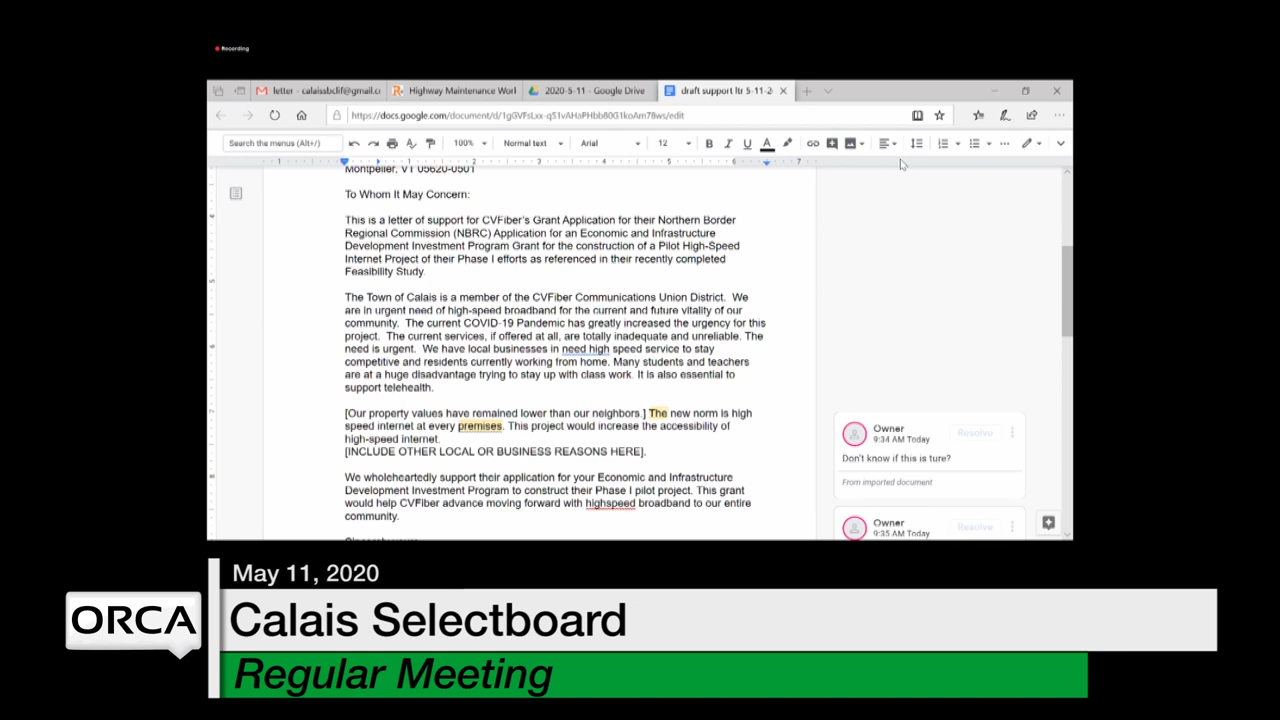 Recording
letter - calaissbclif@gmail.c
Highway Maintenance Worl
2020-5-11 - Google Drive
draft support ltr 5-11-2
Search the menus (Alt+/)
100%
Normal text
Arial
12
1 1 2 3 4 5 6 7
Montpelier, VT 05620-0501
To Whom It May Concern:
This is a letter of support for CVFiber's Grant Application for their Northern Border
Regional Commission (NBRC) Application for an Economic and Infrastructure
Development Investment Program Grant for the construction of a Pilot High-Speed
Internet Project of their Phase I efforts as referenced in their recently completed
Feasibility Study.
The Town of Calais is a member of the CVFiber Communications Union District. We
are in urgent need of high-speed broadband for the current and future vitality of our
community. The current COVID-19 Pandemic has greatly increased the urgency for this
project. The current services, if offered at all, are totally inadequate and unreliable. The
need is urgent. We have local businesses in need high speed service to stay
competitive and residents currently working from home. Many students and teachers
are at a huge disadvantage trying to stay up with class work. It is also essential to
support telehealth.
[Our property values have remained lower than our neighbors.] The new norm is high
speed internet at every premises. This project would increase the accessibility of
high-speed internet.
[INCLUDE OTHER LOCAL OR BUSINESS REASONS HERE].
We wholeheartedly support their application for your Economic and Infrastructure
Development Investment Program to construct their Phase I pilot project. This grant
would help CVFiber advance moving forward with highspeed broadband to our entire
community.
Owner
9:34 AM Today
Resolve
Don't know if this is ture?
From imported document
Owner
9:35 AM Today
Resolve
May 11, 2020
ORCA
Calais Selectboard
Regular Meeting